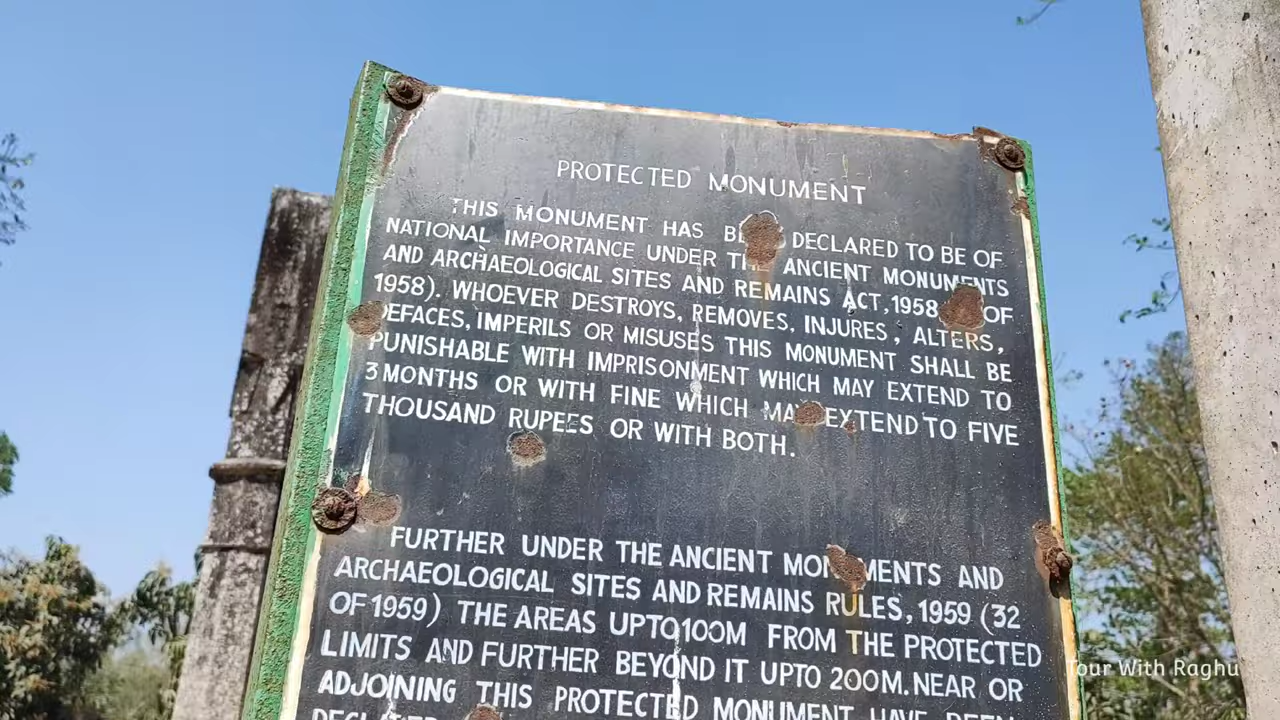 PROTECTED MONUMENT
THIS MONUMENT HAS DECLARED TO BE OF
NATIONAL IMPORTANCE UNDER THE ANCIENT MONUMENTS
AND ARCHAEOLOGICAL SITES AND REMAINS ACT,1958 OF
1958). WHOEVER DESTROYS, REMOVES, INJURES, ALTERS,
DEFACES, IMPERILS OR MISUSES THIS MONUMENT SHALL BE
PUNISHABLE WITH IMPRISONMENT WHICH MAY EXTEND TO
3 MONTHS OR WITH FINE WHICH MAY EXTEND TO FIVE
THOUSAND RUPEES OR WITH BOTH.
FURTHER UNDER THE ANCIENT MONUMENTS AND
ARCHAEOLOGICAL SITES AND REMAINS RULES, 1959 (32
OF 1959) THE AREAS UPTO 100M FROM THE PROTECTED
LIMITS AND FURTHER BEYOND IT UPTO 200M. NEAR OR
ADJOINING THIS PROTECTED MONUMENT HAVE BEEN
Tour With Raghu